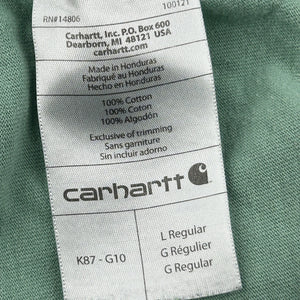 RN#14806 100121
Carhartt, Inc. P.O. Box 600
Dearborn, MI 48121 USA
www.carhartt.com
Made in Honduras
Fabriqué au Honduras
Hecho en Honduras
100% Cotton
100% Coton
100% Algodón
Exclusive of trimming
Sans garniture
Sin incluir adorno
carhartt
K87 - G10
L Regular
G Régulier
G Regular